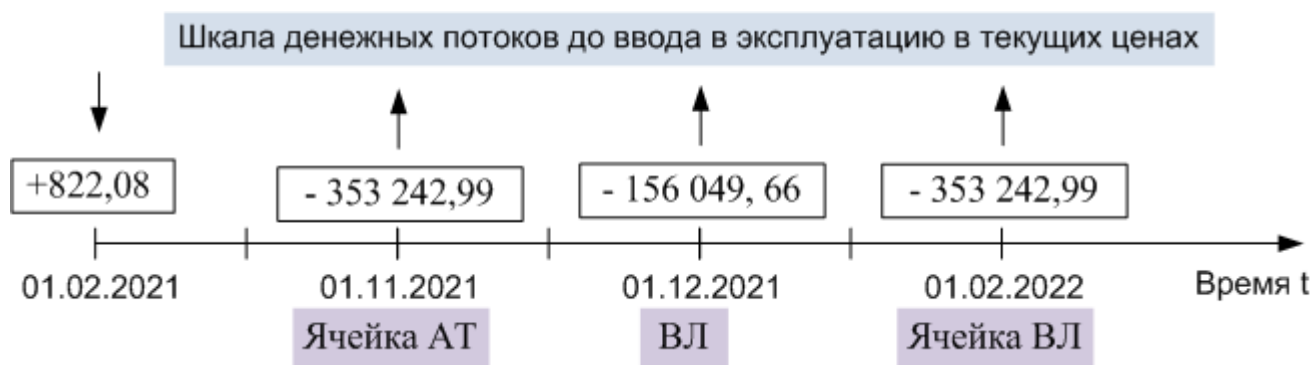 Шкала денежных потоков до ввода в эксплуатацию в текущих ценах
+822,08
- 353 242,99
- 156 049, 66
- 353 242,99
01.02.2021
01.11.2021
01.12.2021
01.02.2022
Время t
Ячейка АТ
ВЛ
Ячейка ВЛ